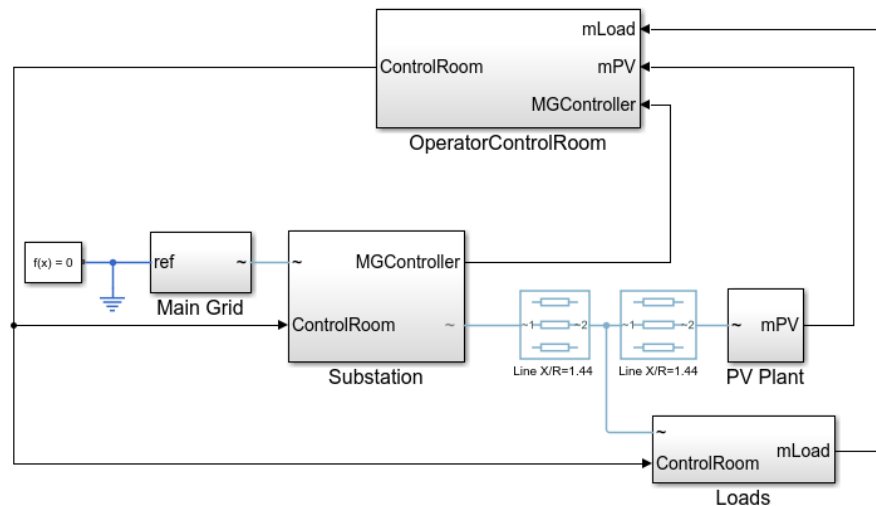 mLoad
ControlRoom
mPV
MGController
OperatorControlRoom
f(x) = 0
ref
~
~
MGController
Main Grid
ControlRoom
~
~1
~2
~1
~2
~
mPV
Substation
Line X/R=1.44
Line X/R=1.44
PV Plant
~
mLoad
ControlRoom
Loads